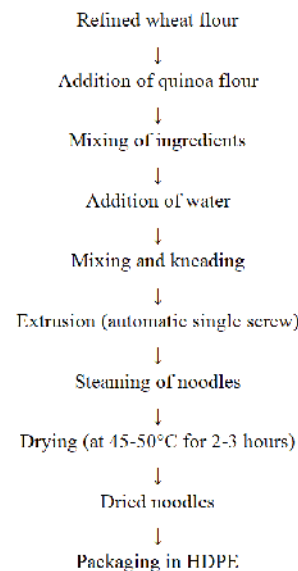 Refined wheat flour
↓
Addition of quinoa flour
↓
Mixing of ingredients
↓
Addition of water
↓
Mixing and kneading
↓
Extrusion (automatic single screw)
↓
Steaming of noodles
↓
Drying (at 45-50°C for 2-3 hours)
↓
Dried noodles
↓
Packaging in HDPE